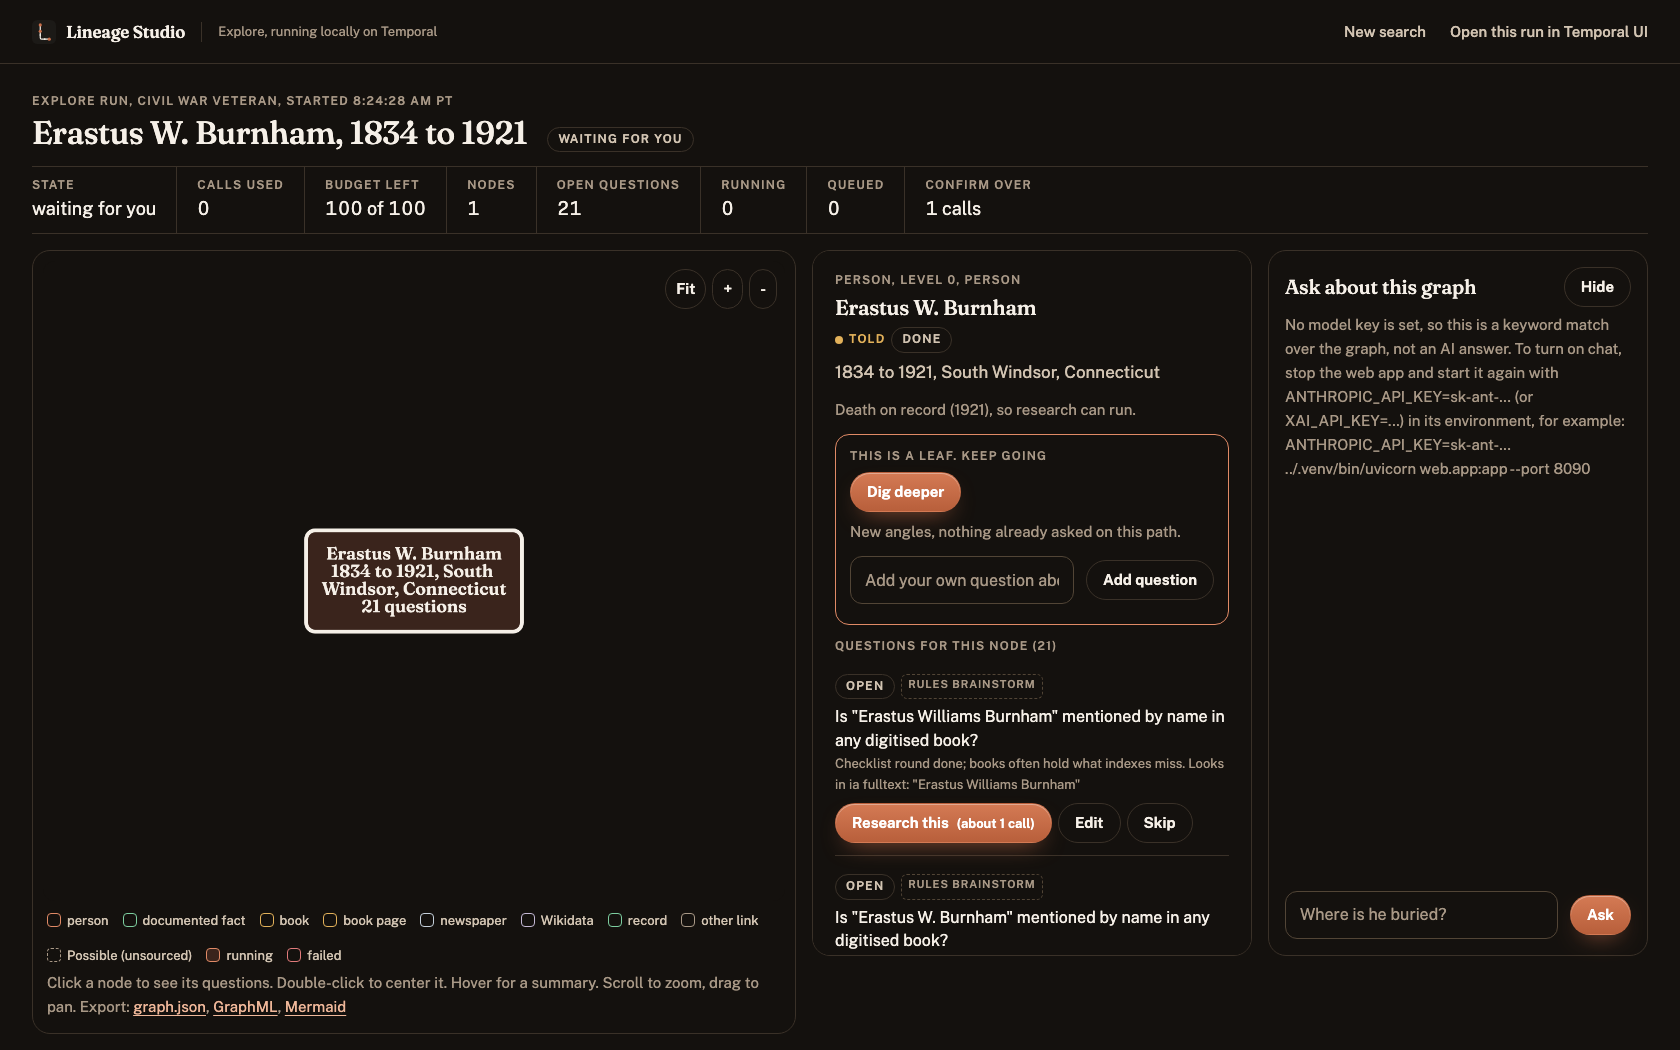 Lineage Studio
Explore, running locally on Temporal
New search
Open this run in Temporal UI
EXPLORE RUN, CIVIL WAR VETERAN, STARTED 8:24:28 AM PT
Erastus W. Burnham, 1834 to 1921
WAITING FOR YOU
STATE
waiting for you
CALLS USED
0
BUDGET LEFT
100 of 100
NODES
1
OPEN QUESTIONS
21
RUNNING
0
QUEUED
0
CONFIRM OVER
1 calls
Fit
+
-
Erastus W. Burnham
1834 to 1921, South
Windsor, Connecticut
21 questions
person
documented fact
book
book page
newspaper
Wikidata
record
other link
Possible (unsourced)
running
failed
Click a node to see its questions. Double-click to center it. Hover for a summary. Scroll to zoom, drag to
pan. Export: graph.json, GraphML, Mermaid
PERSON, LEVEL 0, PERSON
Erastus W. Burnham
TOLD
DONE
1834 to 1921, South Windsor, Connecticut
Death on record (1921), so research can run.
THIS IS A LEAF. KEEP GOING
Dig deeper
New angles, nothing already asked on this path.
Add your own question abo
Add question
QUESTIONS FOR THIS NODE (21)
OPEN
RULES BRAINSTORM
Is "Erastus Williams Burnham" mentioned by name in
any digitised book?
Checklist round done; books often hold what indexes miss. Looks
in ia fulltext: "Erastus Williams Burnham"
Research this (about 1 call)
Edit
Skip
OPEN
RULES BRAINSTORM
Is "Erastus W. Burnham" mentioned by name in any
digitised book?
Ask about this graph
Hide
No model key is set, so this is a keyword match
over the graph, not an AI answer. To turn on chat,
stop the web app and start it again with
ANTHROPIC_API_KEY=sk-ant-... (or
XAI_API_KEY=...) in its environment, for example:
ANTHROPIC_API_KEY=sk-ant-...
../.venv/bin/uvicorn web.app:app --port 8090
Where is he buried?
Ask